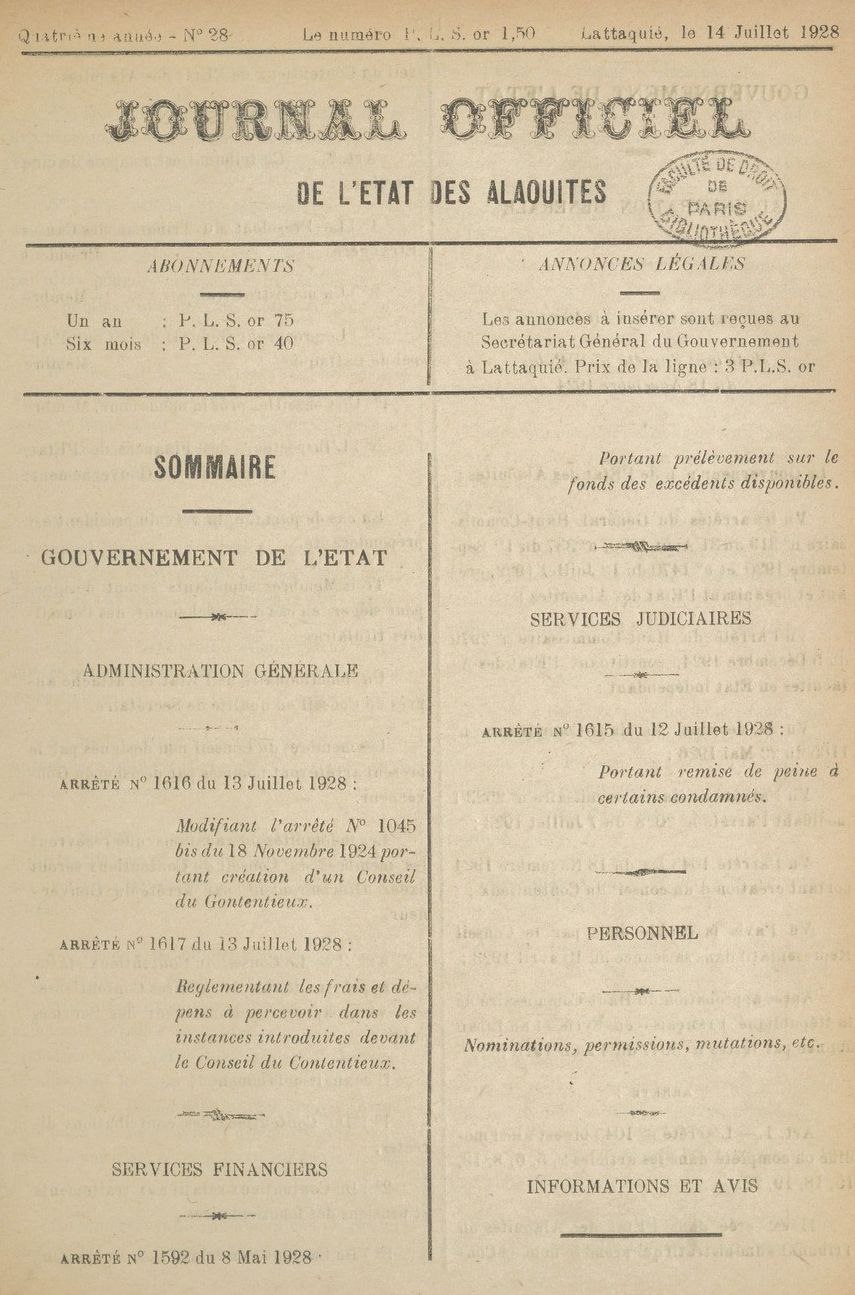 Quatrième année - N° 28
Le numéro P. L. S. or 1,50
Lattaquié, le 14 Juillet 1928
JOURNAL OFFICIEL
DE L'ETAT DES ALAOUITES
FACULTÉ DE DROIT
DE
PARIS
BIBLIOTHÈQUE
ABONNEMENTS
Un an : P. L. S. or 75
Six mois : P. L. S. or 40
ANNONCES LÉGALES
Les annonces à insérer sont reçues au
Secrétariat Général du Gouvernement
à Lattaquié. Prix de la ligne : 3 P.L.S. or
SOMMAIRE
GOUVERNEMENT DE L'ETAT
ADMINISTRATION GÉNÉRALE
ARRÊTÉ N° 1616 du 13 Juillet 1928 :
Modifiant l'arrêté N° 1045
bis du 18 Novembre 1924 por-
tant création d'un Conseil
du Gontentieux.
ARRÊTÉ N° 1617 du 13 Juillet 1928 :
Reglementant les frais et dé-
pens à percevoir dans les
instances introduites devant
le Conseil du Contentieux.
SERVICES FINANCIERS
ARRÊTÉ N° 1592 du 8 Mai 1928 :
Portant prélèvement sur le
fonds des excédents disponibles.
SERVICES JUDICIAIRES
ARRÊTÉ N° 1615 du 12 Juillet 1928 :
Portant remise de peine à
certains condamnés.
PERSONNEL
Nominations, permissions, mutations, etc.
INFORMATIONS ET AVIS